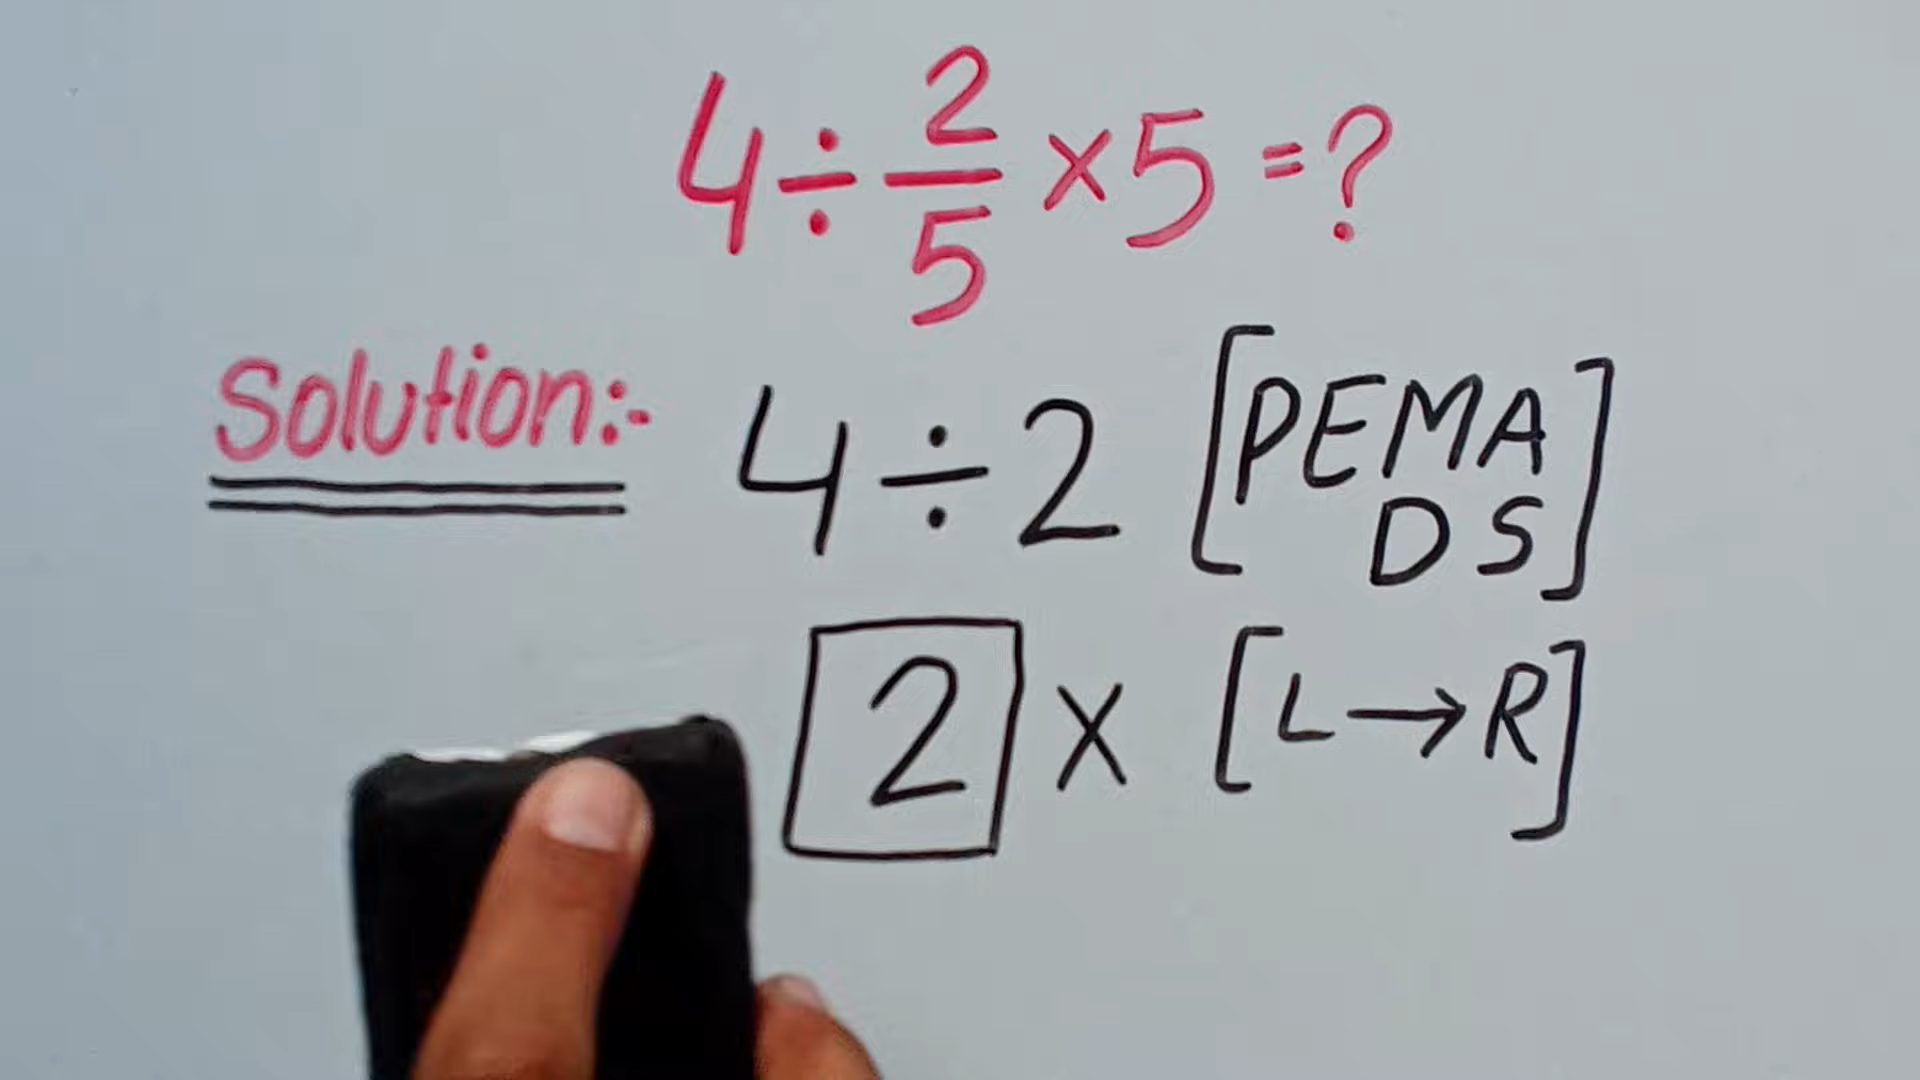 4 ÷ 2/5 × 5 = ?
Solution:- 4 ÷ 2 [PEMA
DS]
2 × [L → R]